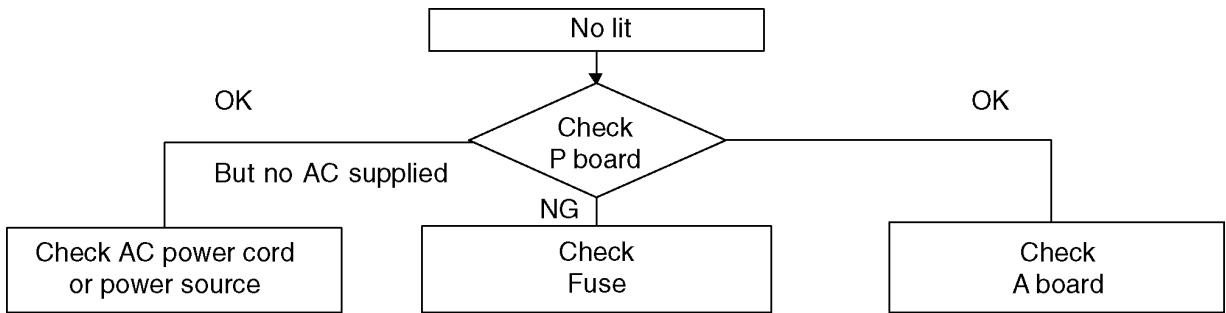 No lit
OK
OK
Check
P board
But no AC supplied
NG
Check AC power cord
or power source
Check
Fuse
Check
A board